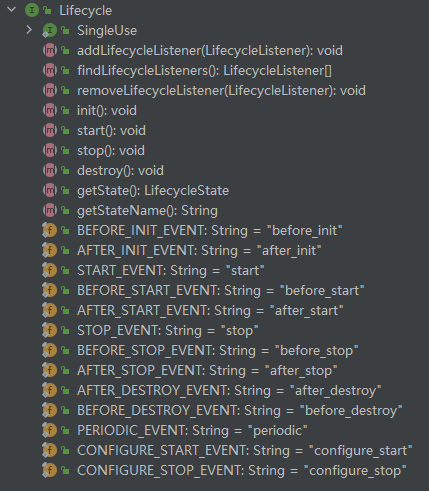 Lifecycle
SingleUse
addLifecycleListener(LifecycleListener): void
findLifecycleListeners(): LifecycleListener[]
removeLifecycleListener(LifecycleListener): void
init(): void
start(): void
stop(): void
destroy(): void
getState(): LifecycleState
getStateName(): String
BEFORE_INIT_EVENT: String = "before_init"
AFTER_INIT_EVENT: String = "after_init"
START_EVENT: String = "start"
BEFORE_START_EVENT: String = "before_start"
AFTER_START_EVENT: String = "after_start"
STOP_EVENT: String = "stop"
BEFORE_STOP_EVENT: String = "before_stop"
AFTER_STOP_EVENT: String = "after_stop"
AFTER_DESTROY_EVENT: String = "after_destroy"
BEFORE_DESTROY_EVENT: String = "before_destroy"
PERIODIC_EVENT: String = "periodic"
CONFIGURE_START_EVENT: String = "configure_start"
CONFIGURE_STOP_EVENT: String = "configure_stop"